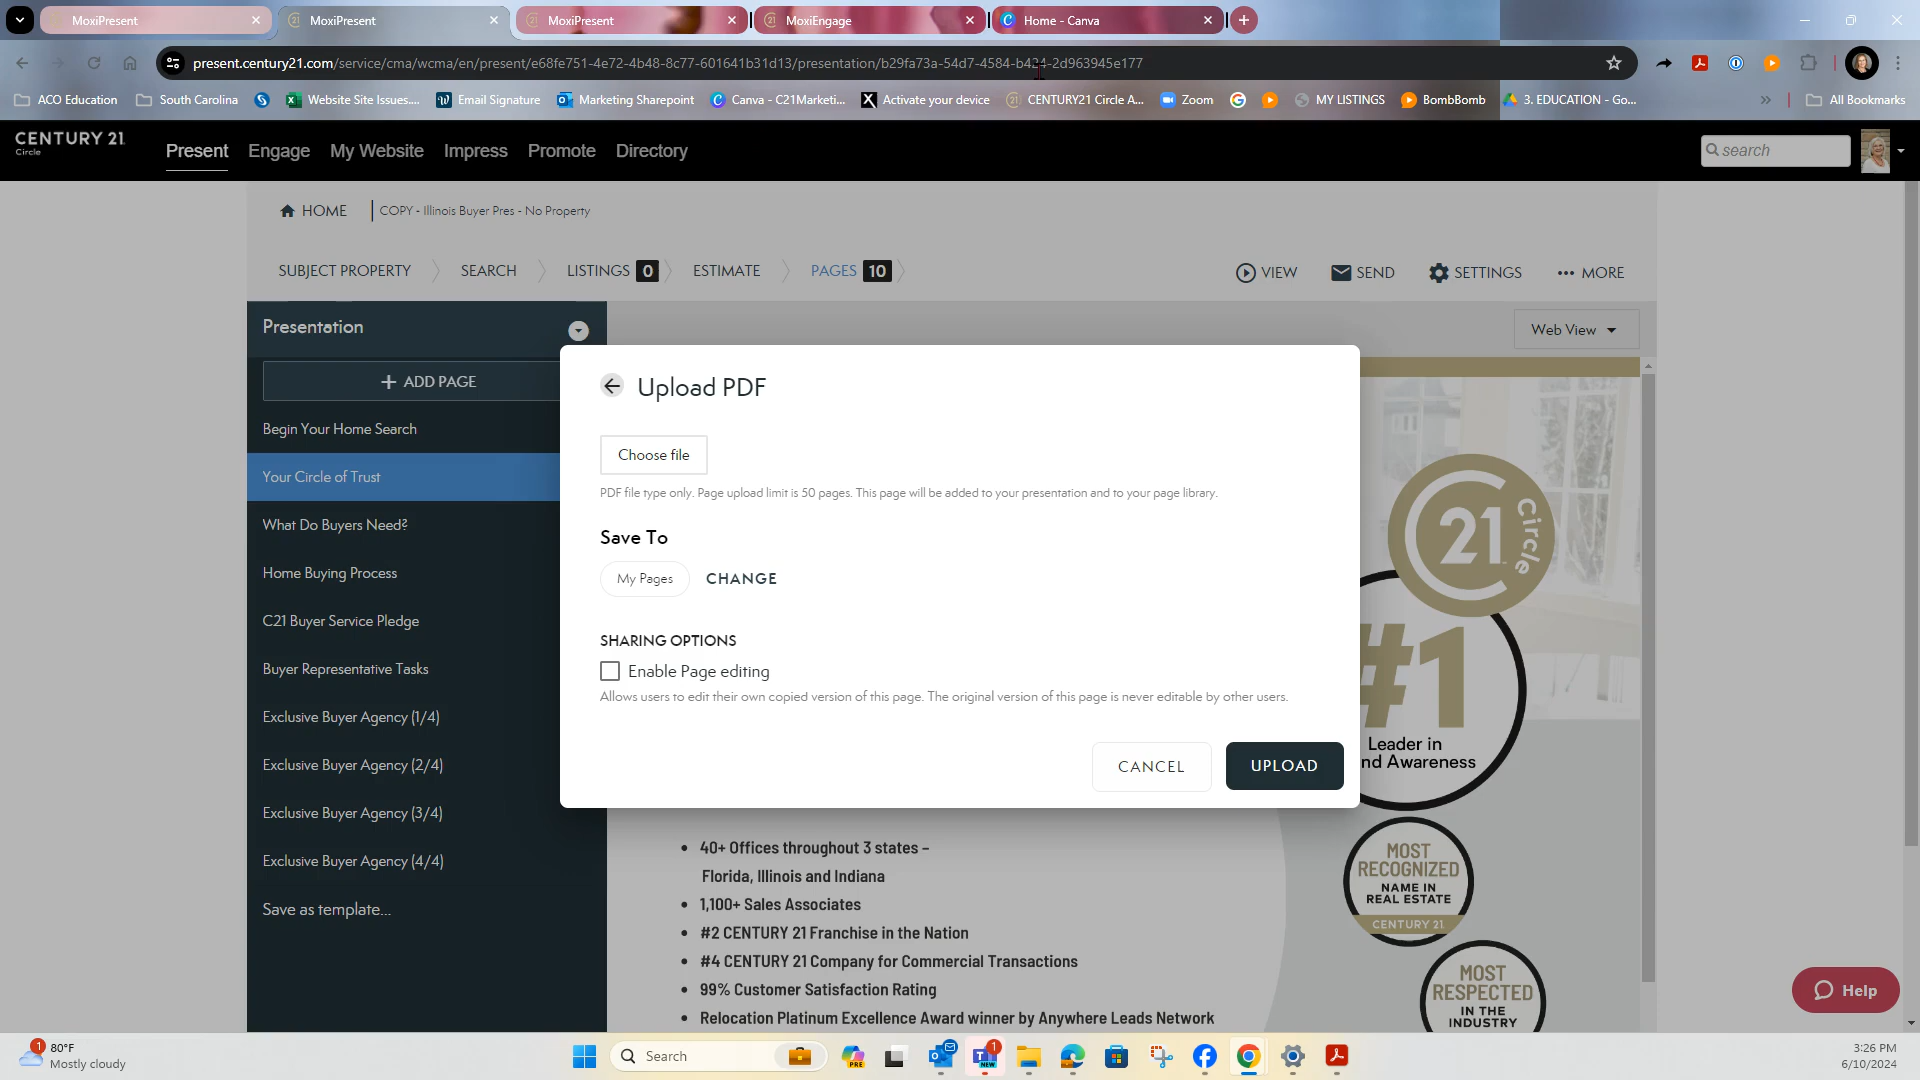 MoxiPresent
MoxiPresent
MoxiPresent
MoxiEngage
Home - Canva
present.century21.com/service/cma/wcma/en/present/e68fe751-4e72-4b48-8c77-601641b31d13/presentation/b29fa73a-54d7-4584-b424-2d963945e177
ACO Education
South Carolina
Website Site Issues....
Email Signature
Marketing Sharepoint
Canva - C21Marketi...
Activate your device
CENTURY21 Circle A...
Zoom
MY LISTINGS
BombBomb
3. EDUCATION - Go...
All Bookmarks
CENTURY 21
Circle
Present
Engage
My Website
Impress
Promote
Directory
search
HOME
COPY - Illinois Buyer Pres - No Property
SUBJECT PROPERTY
SEARCH
LISTINGS 0
ESTIMATE
PAGES 10
VIEW
SEND
SETTINGS
MORE
Presentation
Web View
ADD PAGE
Begin Your Home Search
Your Circle of Trust
What Do Buyers Need?
Home Buying Process
C21 Buyer Service Pledge
Buyer Representative Tasks
Exclusive Buyer Agency (1/4)
Exclusive Buyer Agency (2/4)
Exclusive Buyer Agency (3/4)
Exclusive Buyer Agency (4/4)
Save as template...
Upload PDF
Choose file
PDF file type only. Page upload limit is 50 pages. This page will be added to your presentation and to your page library.
Save To
My Pages
CHANGE
SHARING OPTIONS
Enable Page editing
Allows users to edit their own copied version of this page. The original version of this page is never editable by other users.
CANCEL
UPLOAD
C21 Circle
#1
Leader in
nd Awareness
MOST
RECOGNIZED
NAME IN
REAL ESTATE
CENTURY 21
MOST
RESPECTED
IN THE
INDUSTRY
• 40+ Offices throughout 3 states –
Florida, Illinois and Indiana
• 1,100+ Sales Associates
• #2 CENTURY 21 Franchise in the Nation
• #4 CENTURY 21 Company for Commercial Transactions
• 99% Customer Satisfaction Rating
• Relocation Platinum Excellence Award winner by Anywhere Leads Network
Help
1
80°F
Mostly cloudy
Search
PRE
1
NEW
3:26 PM
6/10/2024